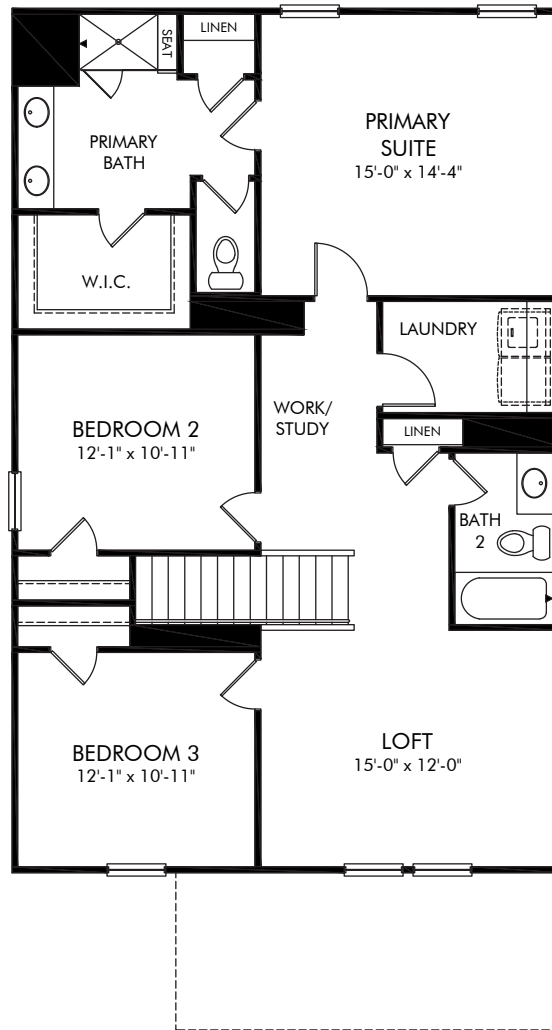 LINEN
SEAT
PRIMARY
BATH
PRIMARY
SUITE
15'-0" x 14'-4"
W.I.C.
LAUNDRY
WORK/
STUDY
LINEN
BEDROOM 2
12'-1" x 10'-11"
BATH
2
BEDROOM 3
12'-1" x 10'-11"
LOFT
15'-0" x 12'-0"